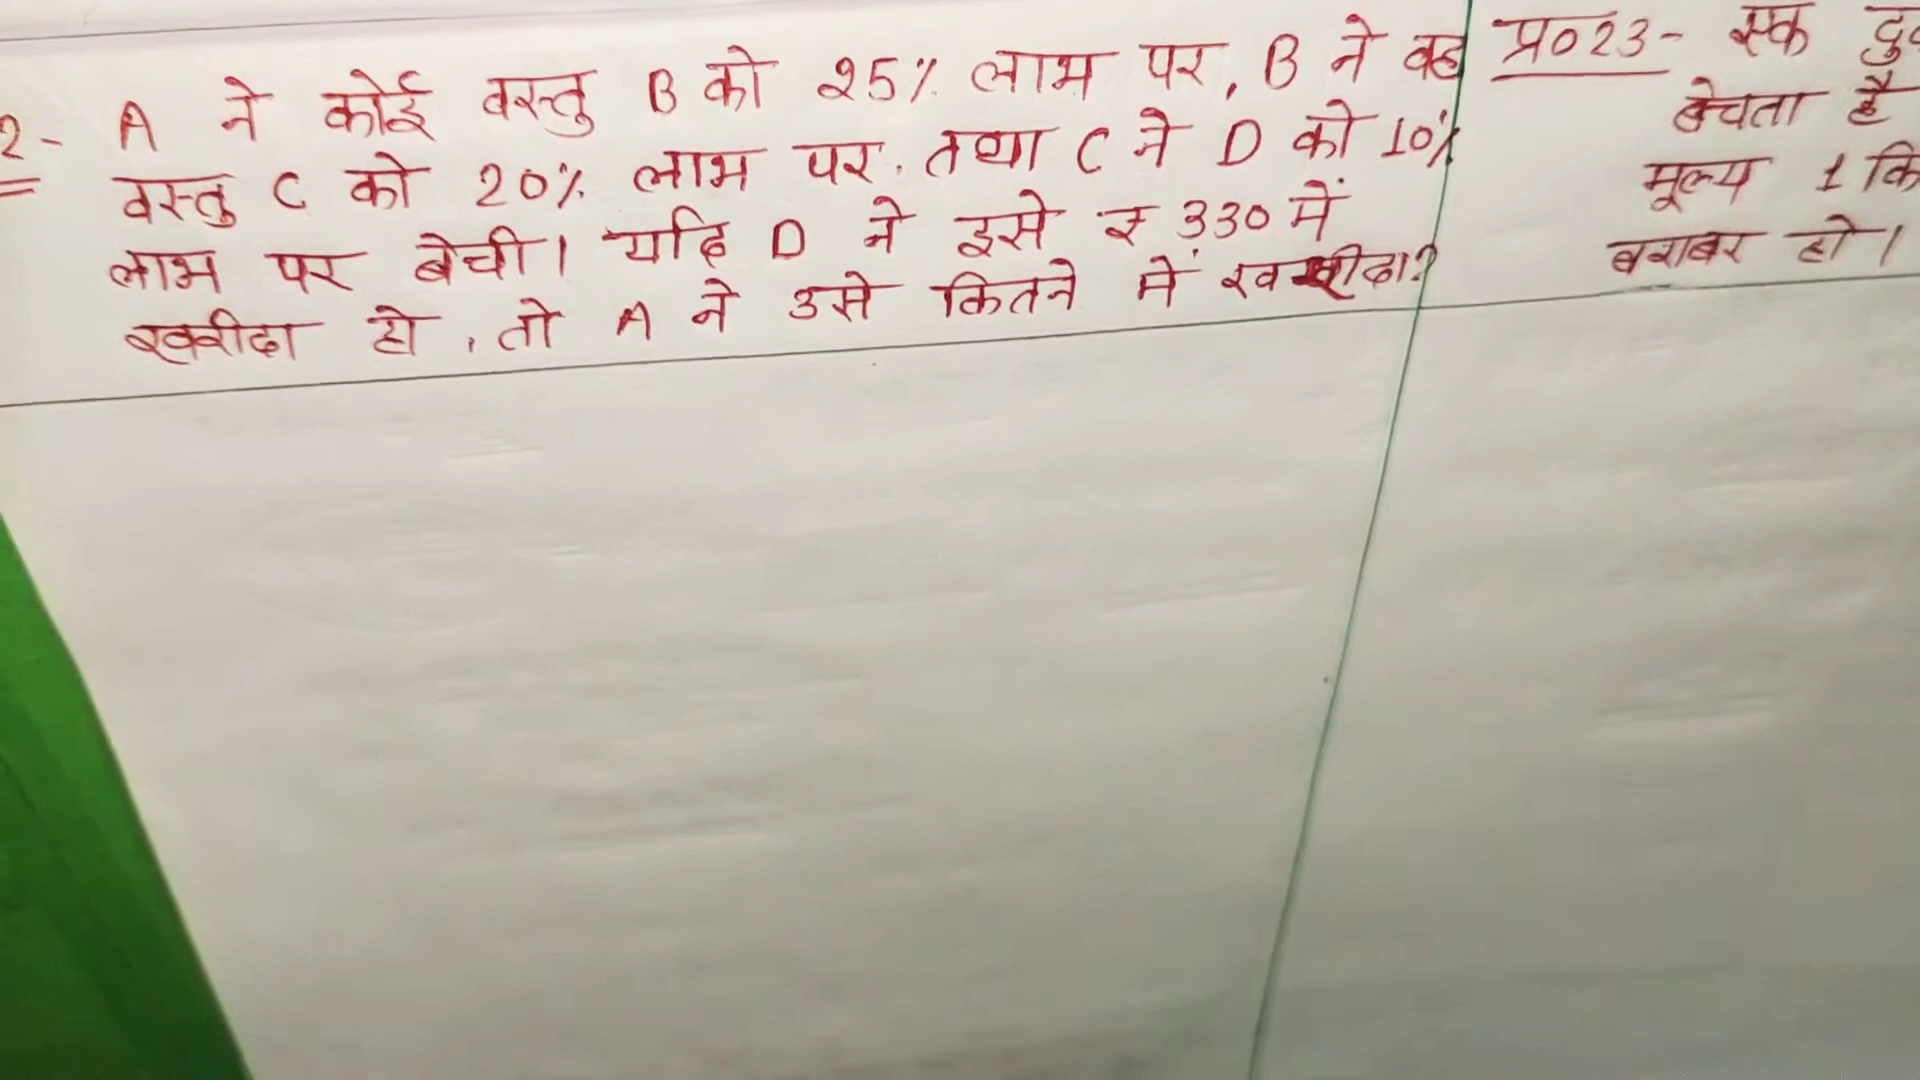 2- A ने कोई वस्तु B को 25% लाभ पर, B ने वह
वस्तु C को 20% लाभ पर. तथा C ने D को 10%
लाभ पर बेची। यदि D ने इसे ₹ 330 में
खरीदा हो, तो A ने उसे कितने में खरीदा?
प्र०23- एक
बेचता है
मूल्य 1 कि
बराबर हो।